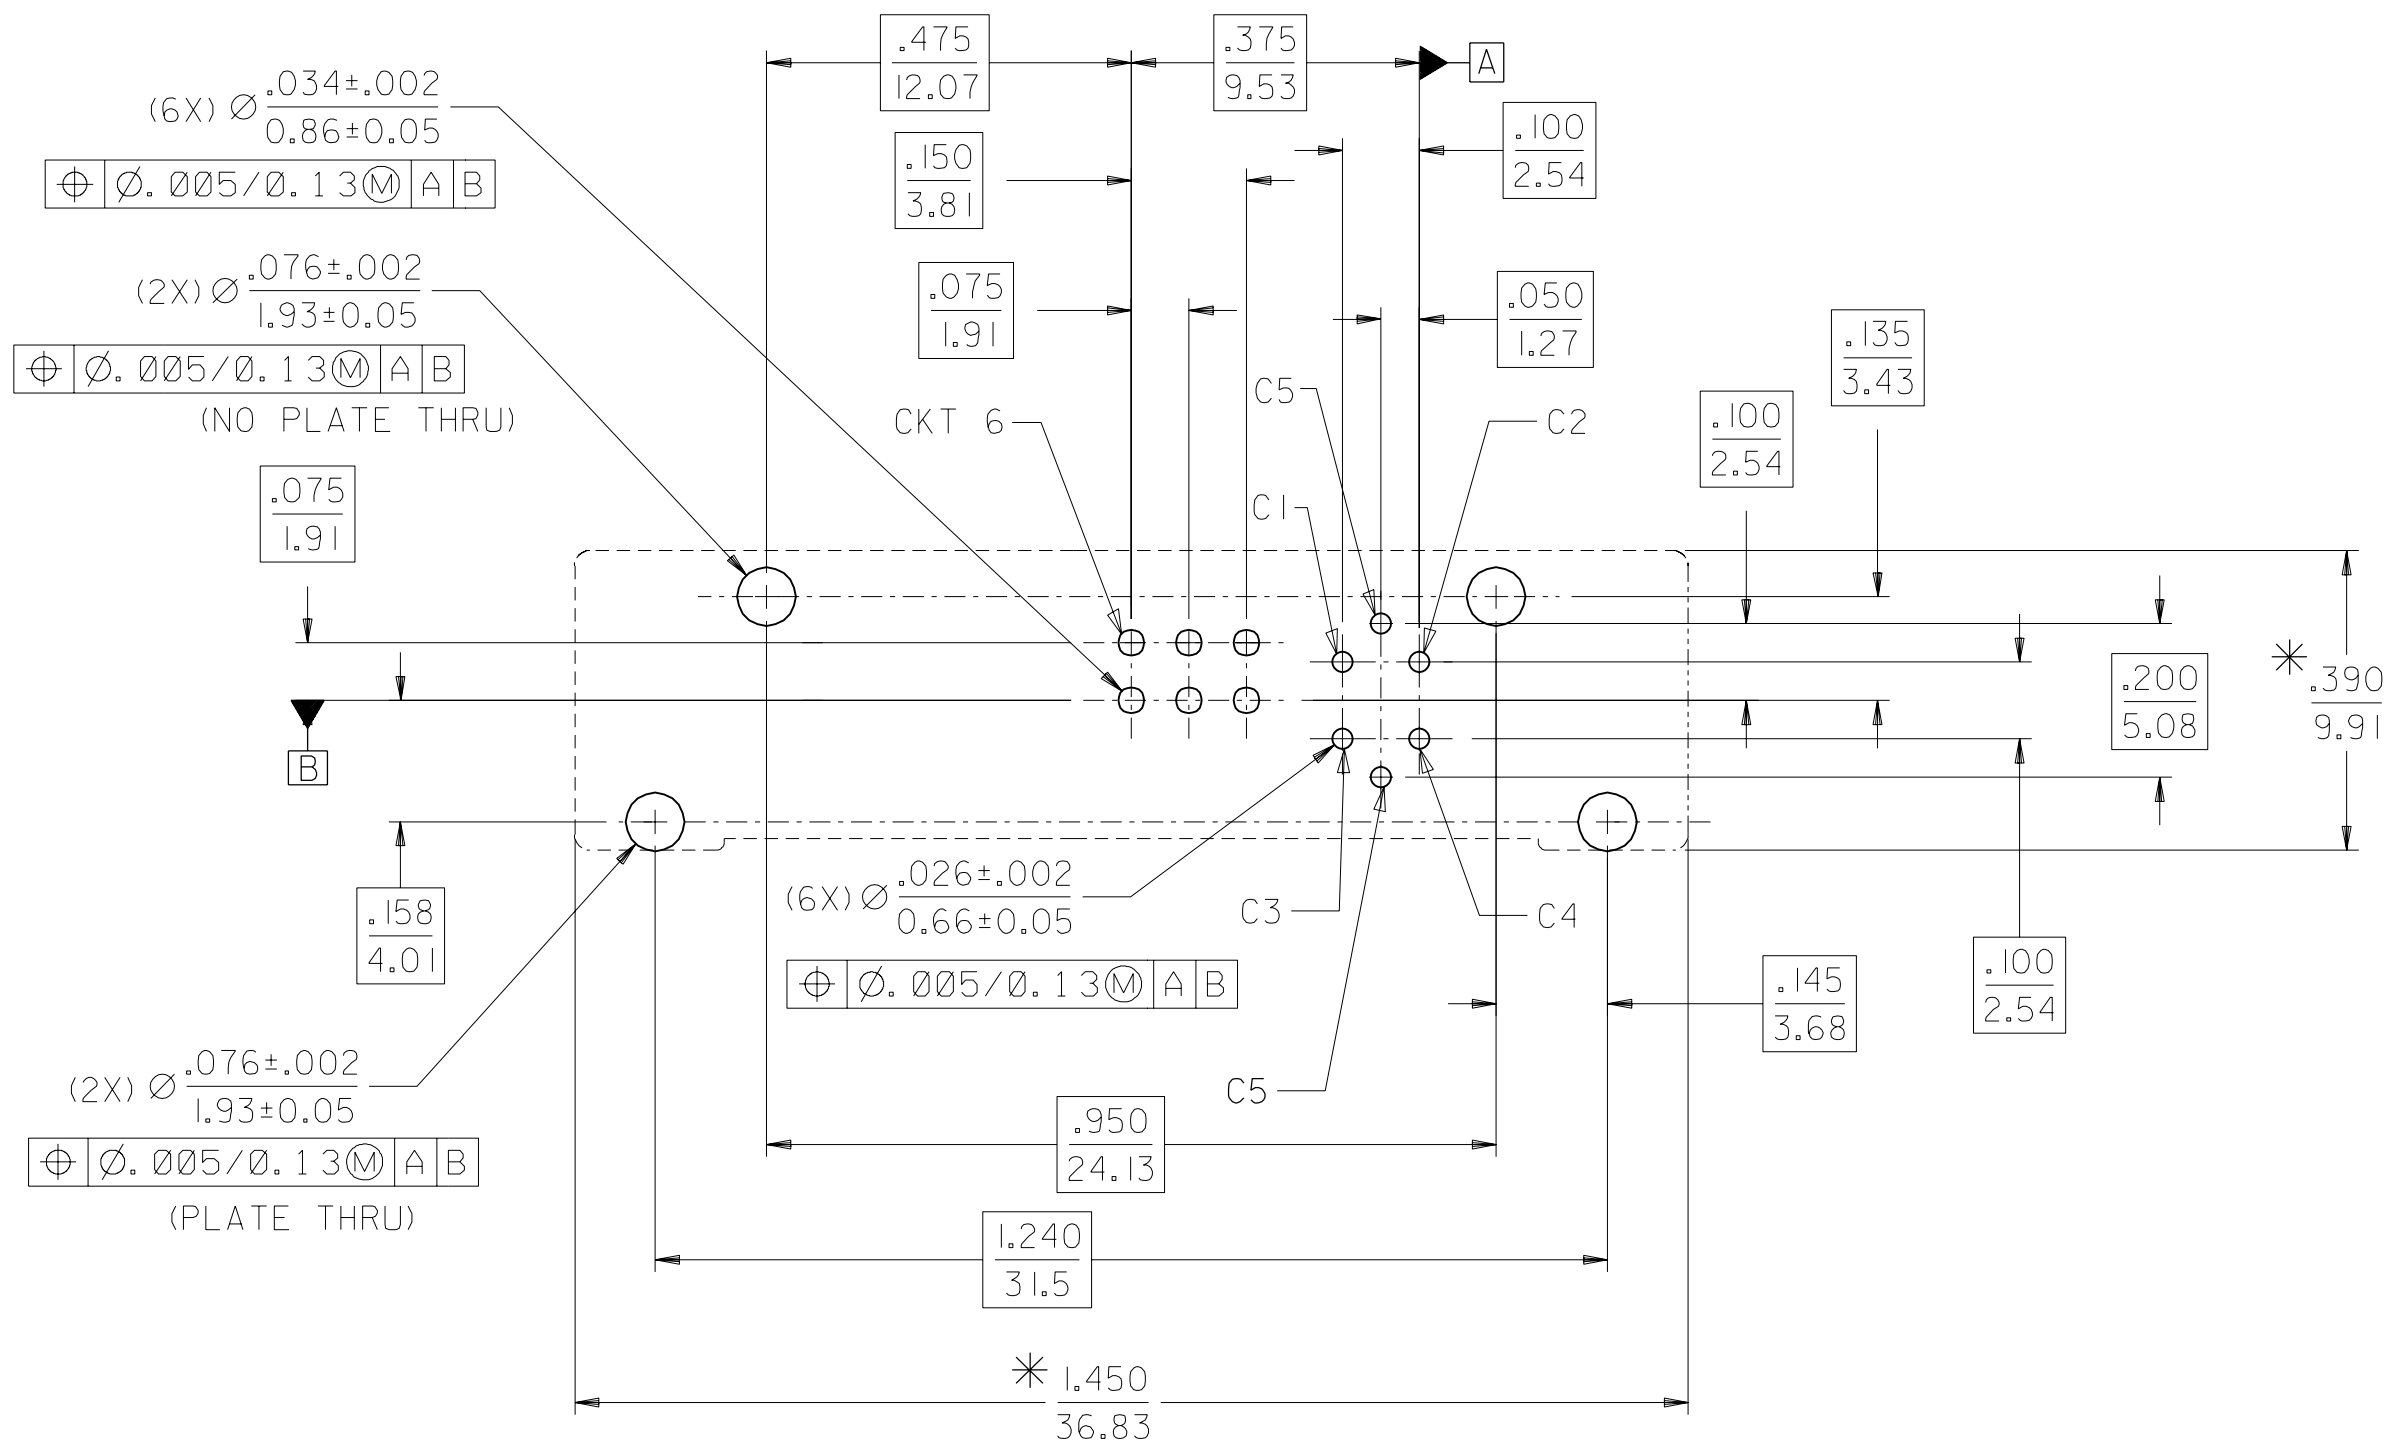 .475
12.07
.375
9.53
A
.034±.002
(6X) Ø
0.86±0.05
⌖ Ø.005/0.13Ⓜ A B
.100
2.54
.150
3.81
.076±.002
(2X) Ø
1.93±0.05
⌖ Ø.005/0.13Ⓜ A B
(NO PLATE THRU)
.075
1.91
.050
1.27
.135
3.43
C5
CKT 6
C2
.100
2.54
.075
1.91
C1
B
.200
5.08
* .390
9.91
.158
4.01
.026±.002
(6X) Ø
0.66±0.05
⌖ Ø.005/0.13Ⓜ A B
C3
C4
.100
2.54
.145
3.68
.076±.002
(2X) Ø
1.93±0.05
⌖ Ø.005/0.13Ⓜ A B
(PLATE THRU)
C5
.950
24.13
1.240
31.5
* 1.450
36.83